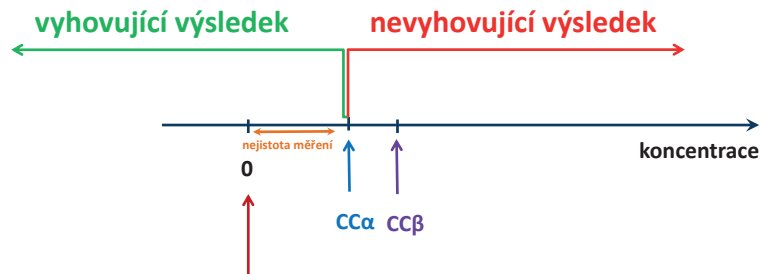 vyhovující výsledek
nevyhovující výsledek
nejistota měření
0
koncentrace
CCα
CCβ